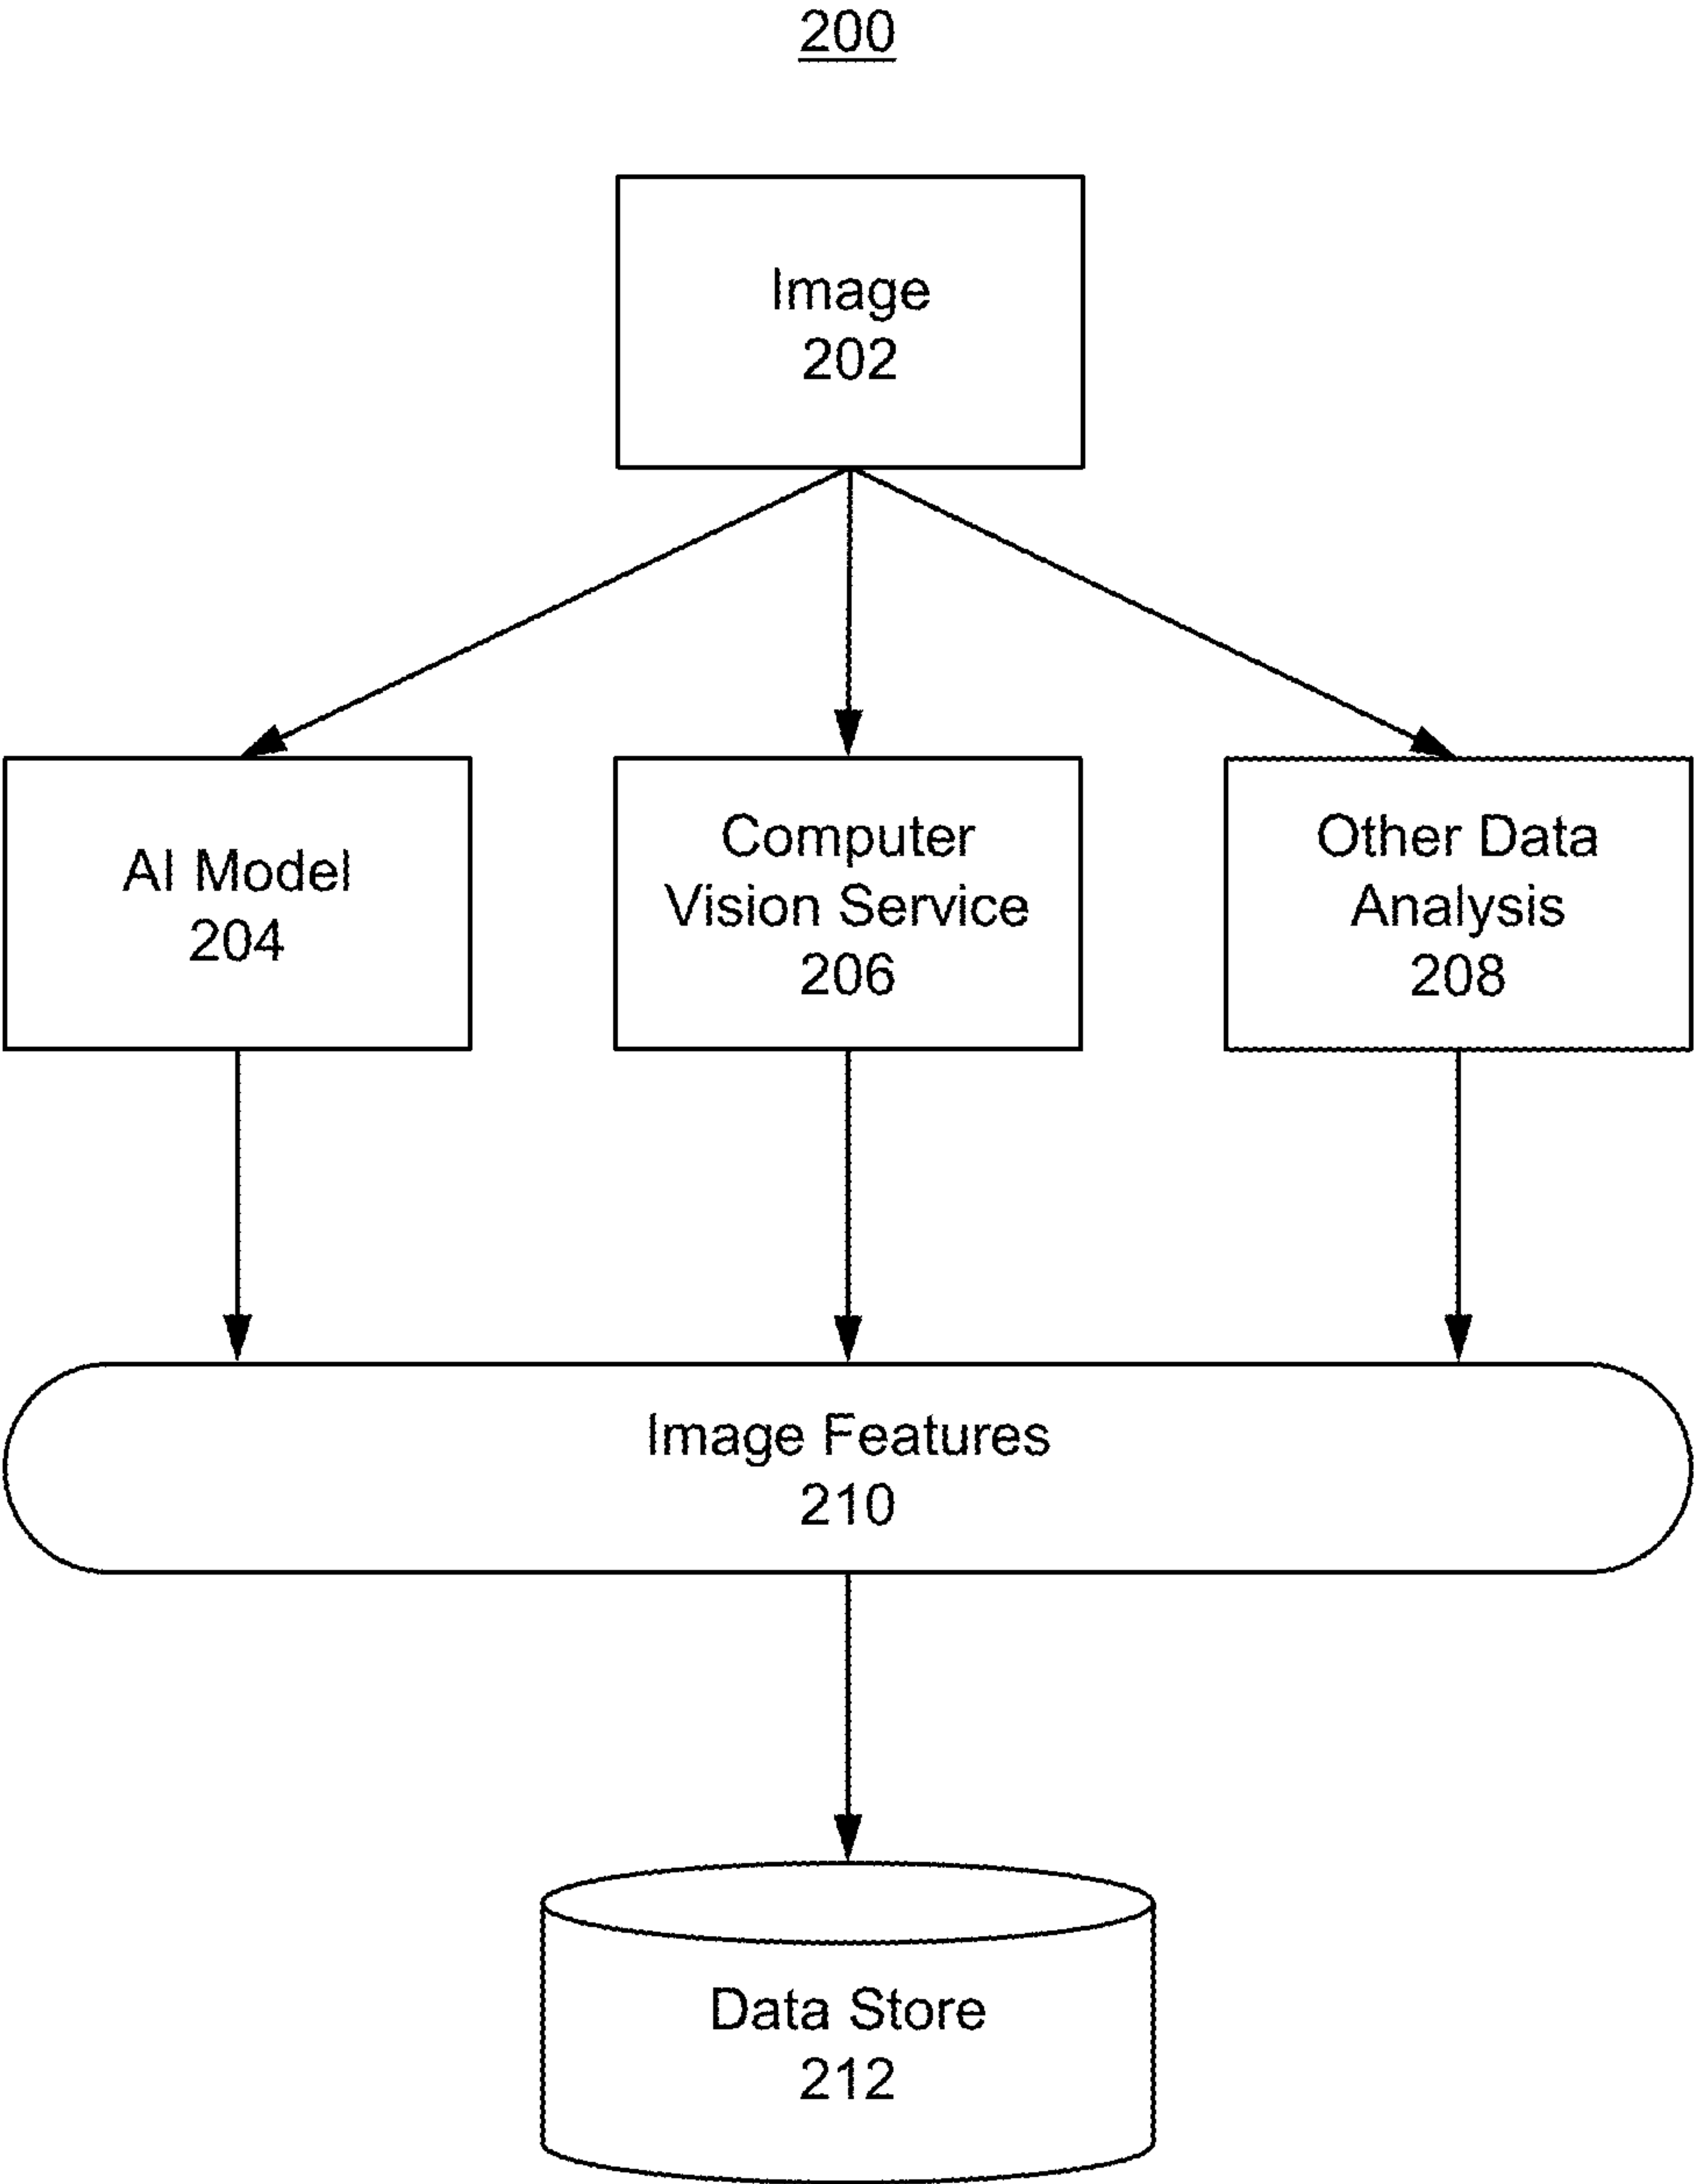 200
Image
202
AI Model
204
Computer
Vision Service
206
Other Data
Analysis
208
Image Features
210
Data Store
212